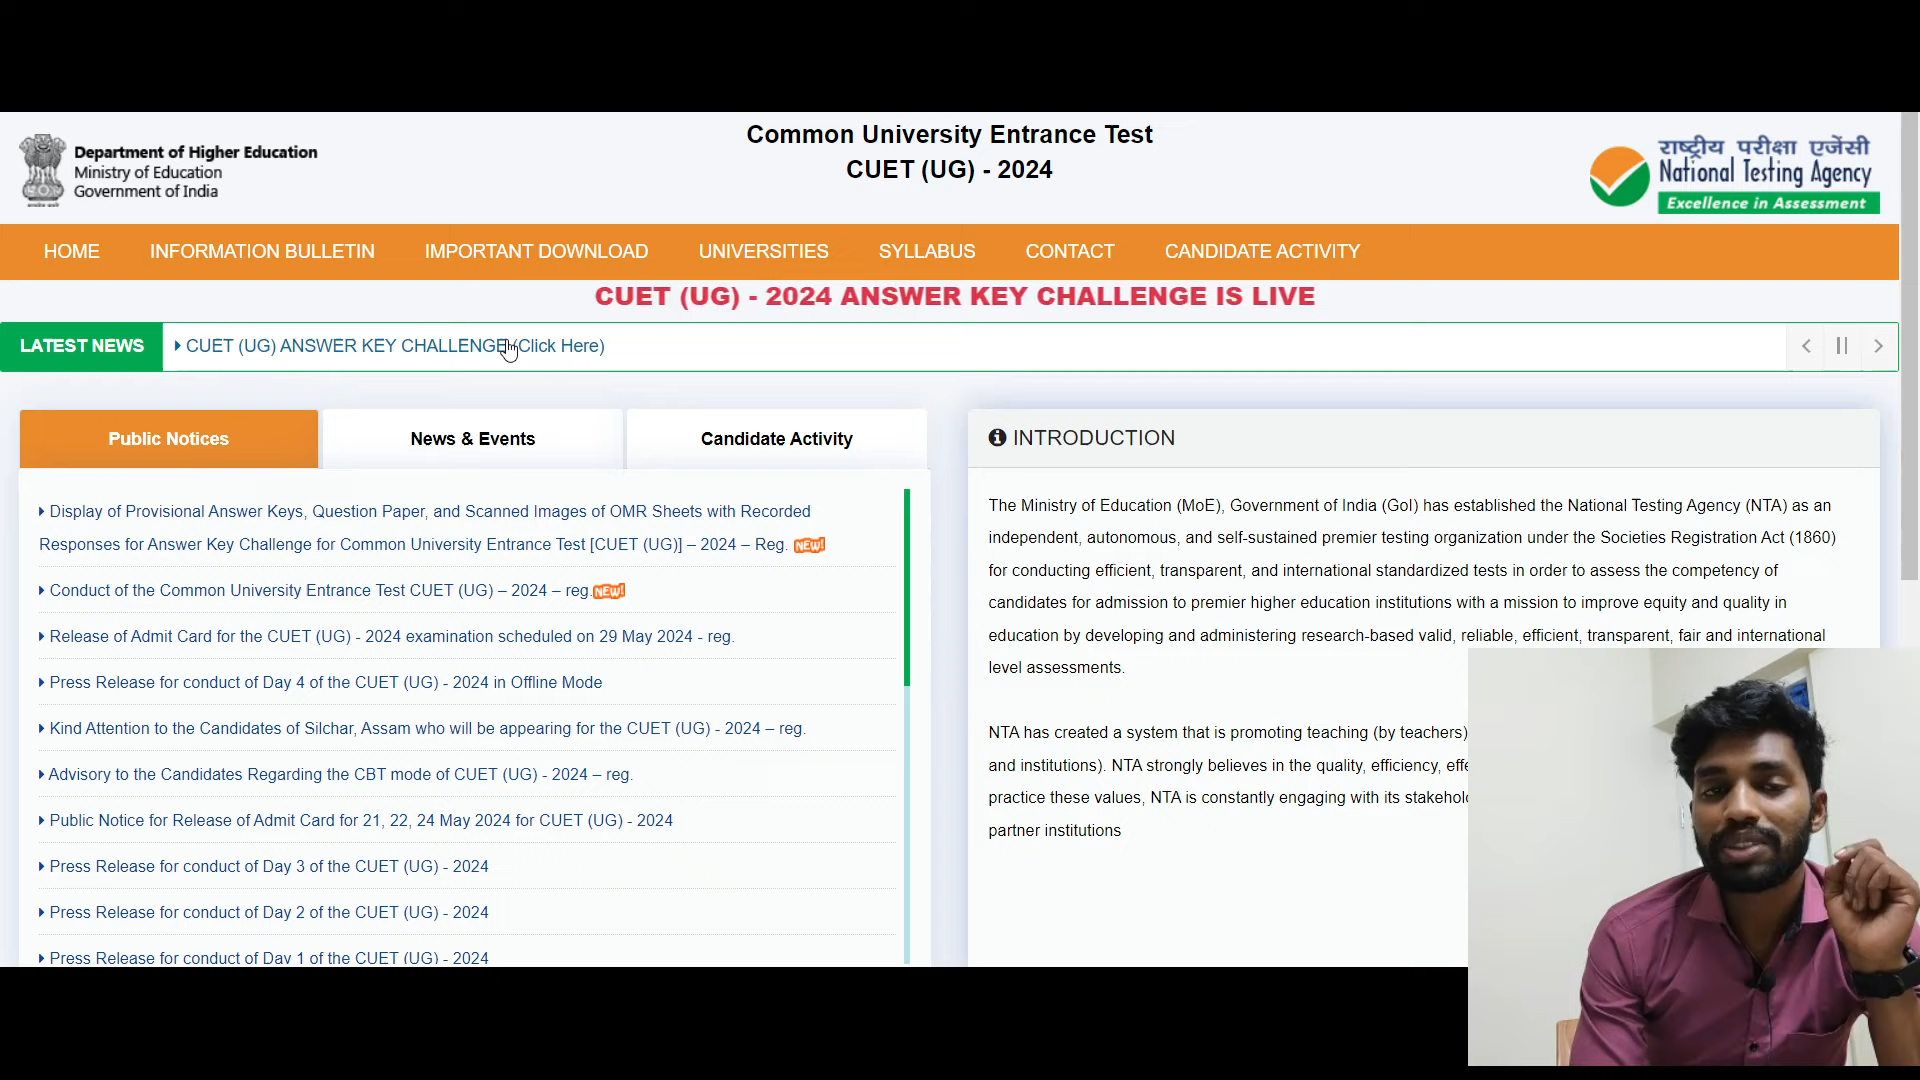 Department of Higher Education
Ministry of Education
Government of India
Common University Entrance Test
CUET (UG) - 2024
राष्ट्रीय परीक्षा एजेंसी
National Testing Agency
Excellence in Assessment
HOME INFORMATION BULLETIN IMPORTANT DOWNLOAD UNIVERSITIES SYLLABUS CONTACT CANDIDATE ACTIVITY
CUET (UG) - 2024 ANSWER KEY CHALLENGE IS LIVE
LATEST NEWS CUET (UG) ANSWER KEY CHALLENGE (Click Here)
Public Notices News & Events Candidate Activity
Display of Provisional Answer Keys, Question Paper, and Scanned Images of OMR Sheets with Recorded
Responses for Answer Key Challenge for Common University Entrance Test [CUET (UG)] – 2024 – Reg. NEW!
Conduct of the Common University Entrance Test CUET (UG) – 2024 – reg. NEW!
Release of Admit Card for the CUET (UG) - 2024 examination scheduled on 29 May 2024 - reg.
Press Release for conduct of Day 4 of the CUET (UG) - 2024 in Offline Mode
Kind Attention to the Candidates of Silchar, Assam who will be appearing for the CUET (UG) - 2024 – reg.
Advisory to the Candidates Regarding the CBT mode of CUET (UG) - 2024 – reg.
Public Notice for Release of Admit Card for 21, 22, 24 May 2024 for CUET (UG) - 2024
Press Release for conduct of Day 3 of the CUET (UG) - 2024
Press Release for conduct of Day 2 of the CUET (UG) - 2024
Press Release for conduct of Day 1 of the CUET (UG) - 2024
INTRODUCTION
The Ministry of Education (MoE), Government of India (GoI) has established the National Testing Agency (NTA) as an
independent, autonomous, and self-sustained premier testing organization under the Societies Registration Act (1860)
for conducting efficient, transparent, and international standardized tests in order to assess the competency of
candidates for admission to premier higher education institutions with a mission to improve equity and quality in
education by developing and administering research-based valid, reliable, efficient, transparent, fair and international
level assessments.
NTA has created a system that is promoting teaching (by teachers)
and institutions). NTA strongly believes in the quality, efficiency,
practice these values, NTA is constantly engaging with its
partner institutions